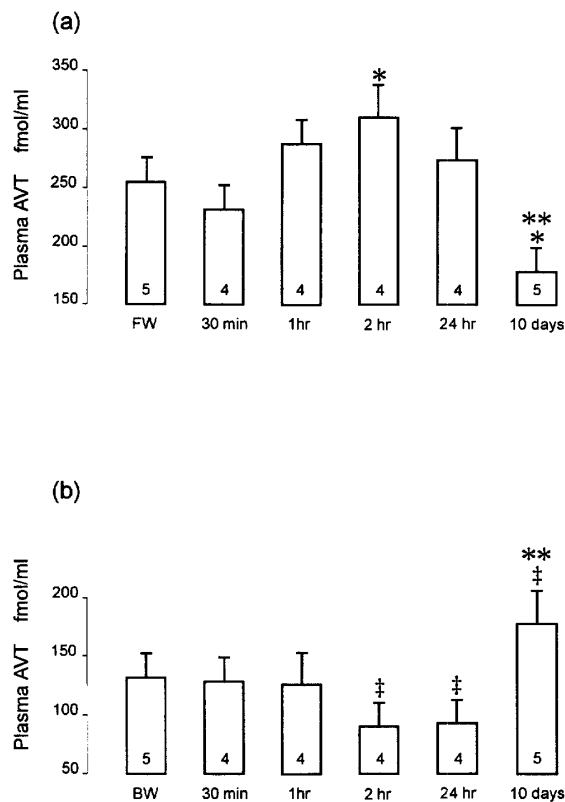 (a)
Plasma AVT fmol/ml
350
300
250
200
150
*
**
*
5
4
4
4
4
5
FW
30 min
1hr
2 hr
24 hr
10 days
(b)
Plasma AVT fmol/ml
200
150
100
50
‡
‡
**
‡
5
4
4
4
4
5
BW
30 min
1hr
2 hr
24 hr
10 days